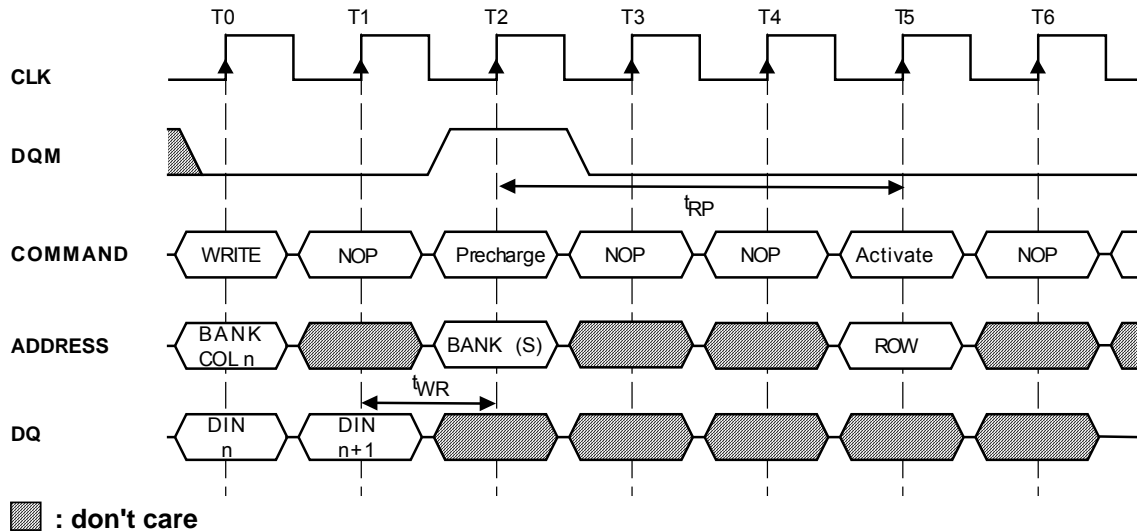 T0 T1 T2 T3 T4 T5 T6
CLK
DQM
tRP
COMMAND WRITE NOP Precharge NOP NOP Activate NOP
ADDRESS BANK COL n BANK (S) ROW
tWR
DQ DIN n DIN n+1
: don't care